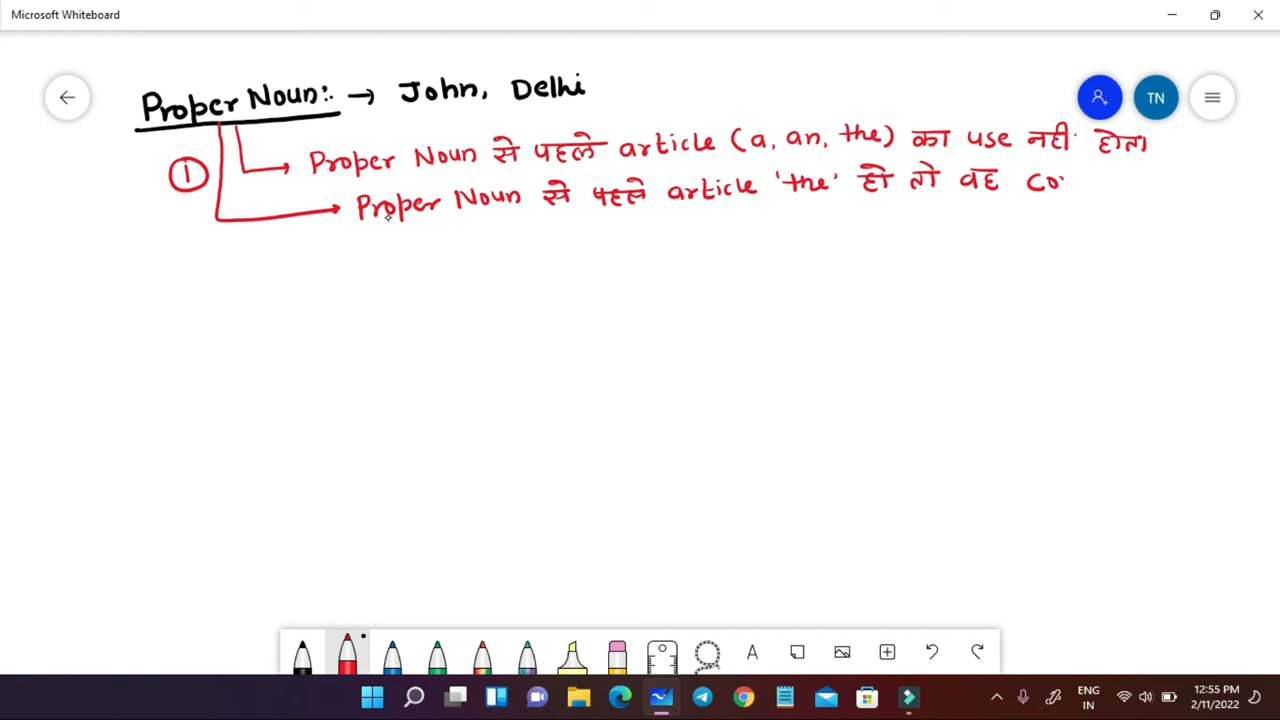 Microsoft Whiteboard
Proper Noun:- → John, Delhi
TN
① Proper Noun से पहले article (a, an, the) का use नहीं होता
Proper Noun से पहले article 'the' हो तो वह co
A
ENG
IN
12:55 PM
2/11/2022